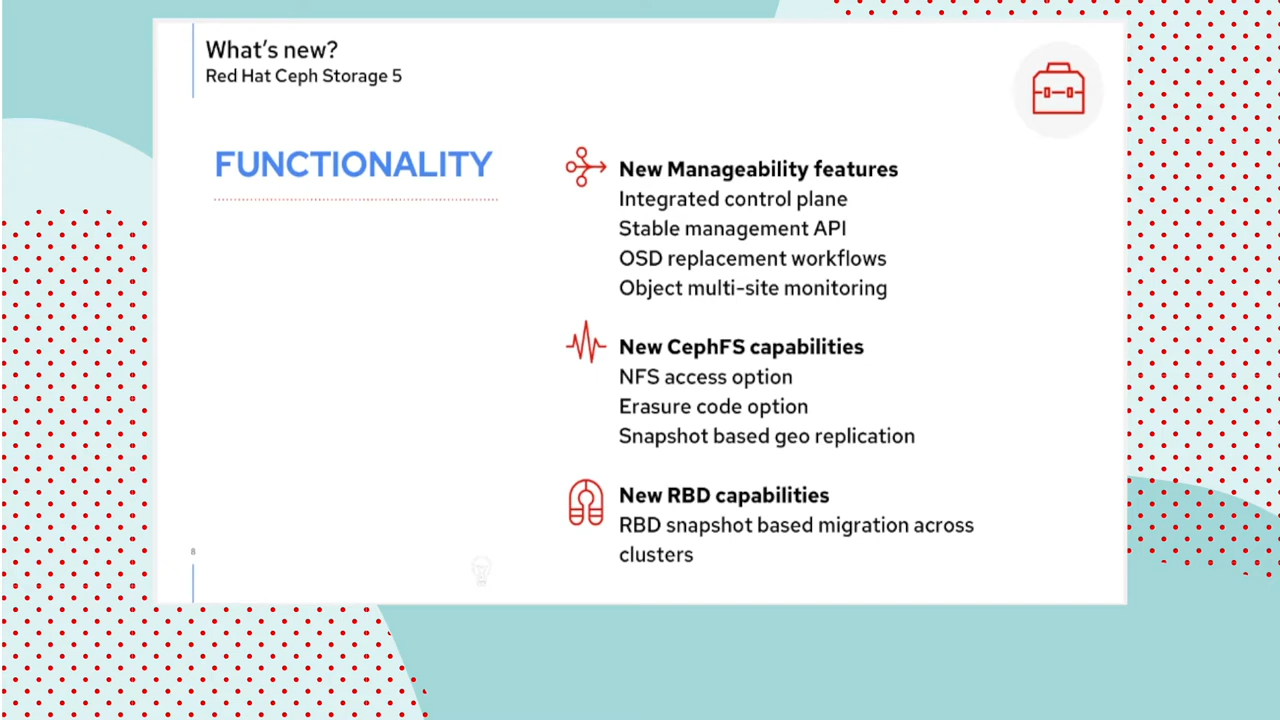 What's new?
Red Hat Ceph Storage 5
FUNCTIONALITY
New Manageability features
Integrated control plane
Stable management API
OSD replacement workflows
Object multi-site monitoring
New CephFS capabilities
NFS access option
Erasure code option
Snapshot based geo replication
New RBD capabilities
RBD snapshot based migration across
clusters
8